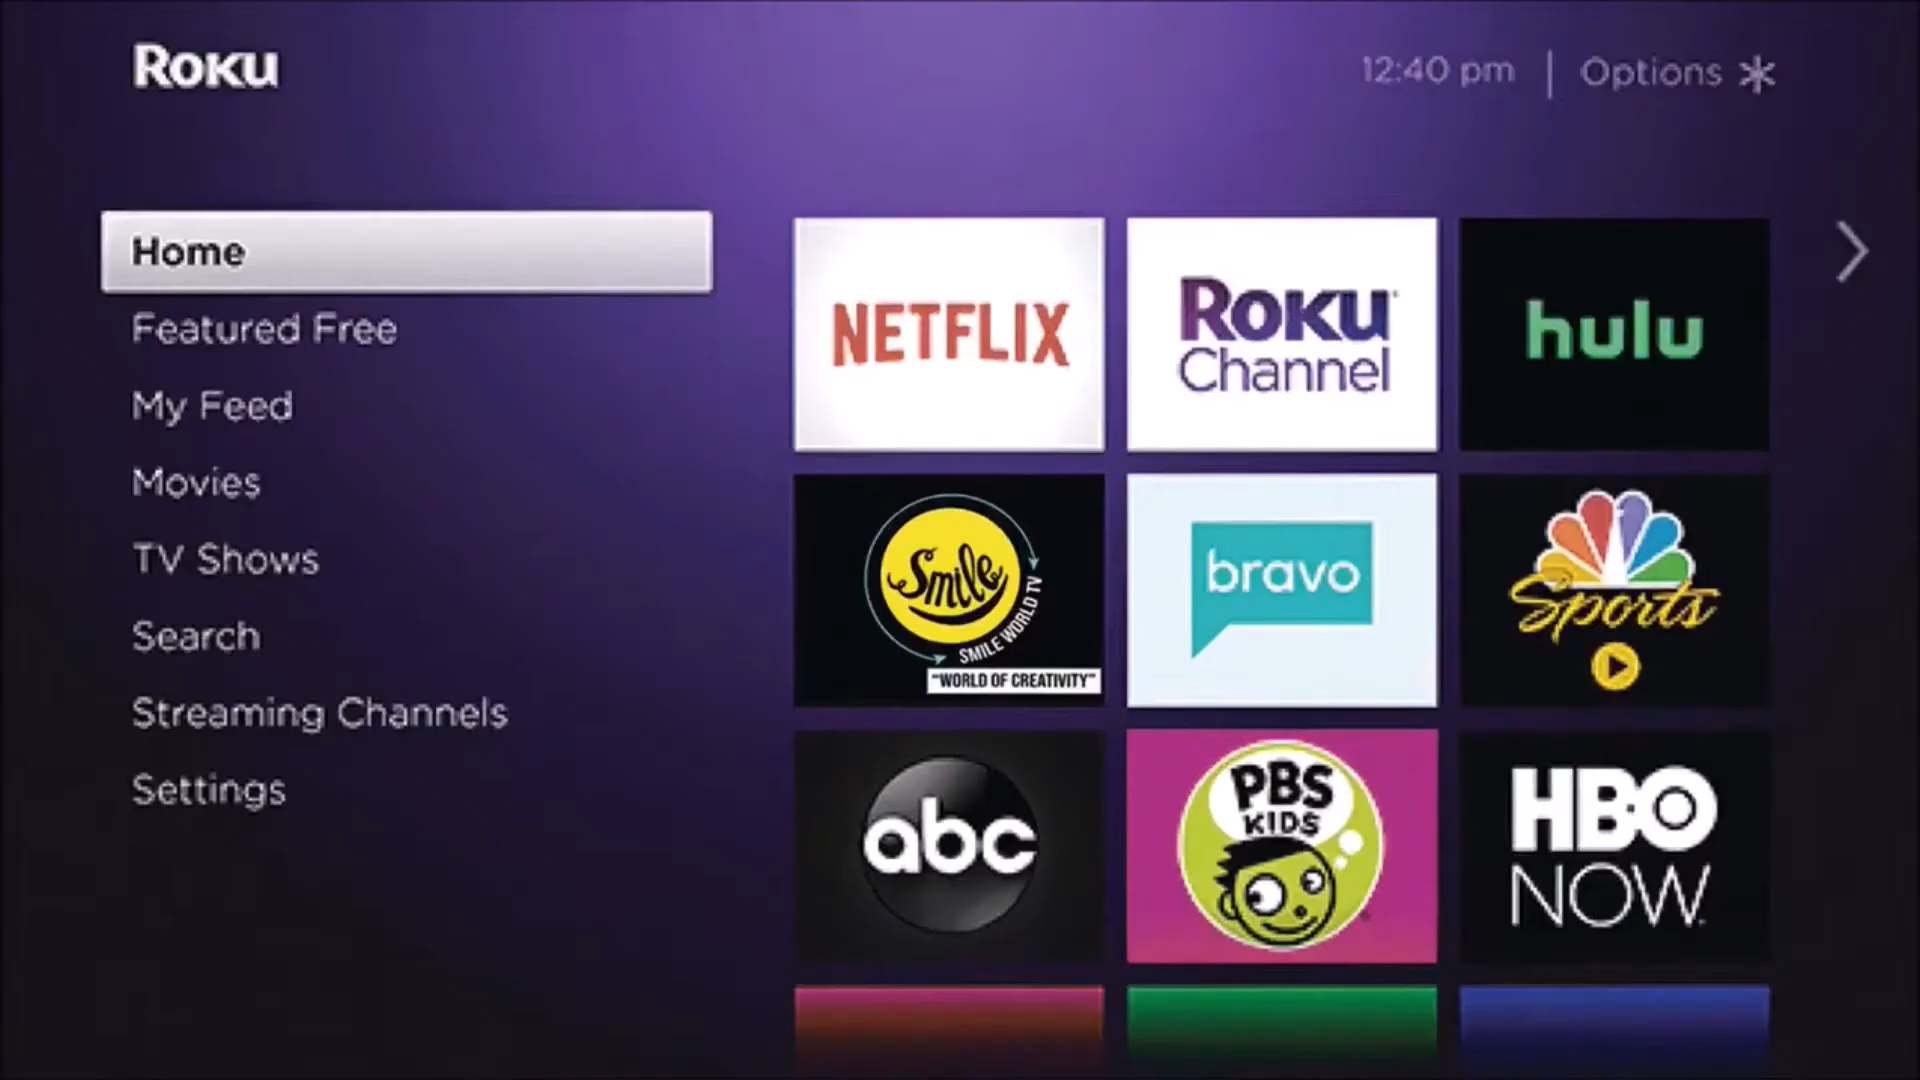 Roku
12:40 pm | Options
Home
Featured Free
My Feed
Movies
TV Shows
Search
Streaming Channels
Settings
NETFLIX
Roku
Channel
hulu
Smile
SMILE WORLD TV
"WORLD OF CREATIVITY"
bravo
Sports
abc
PBS
KIDS
HBO
NOW